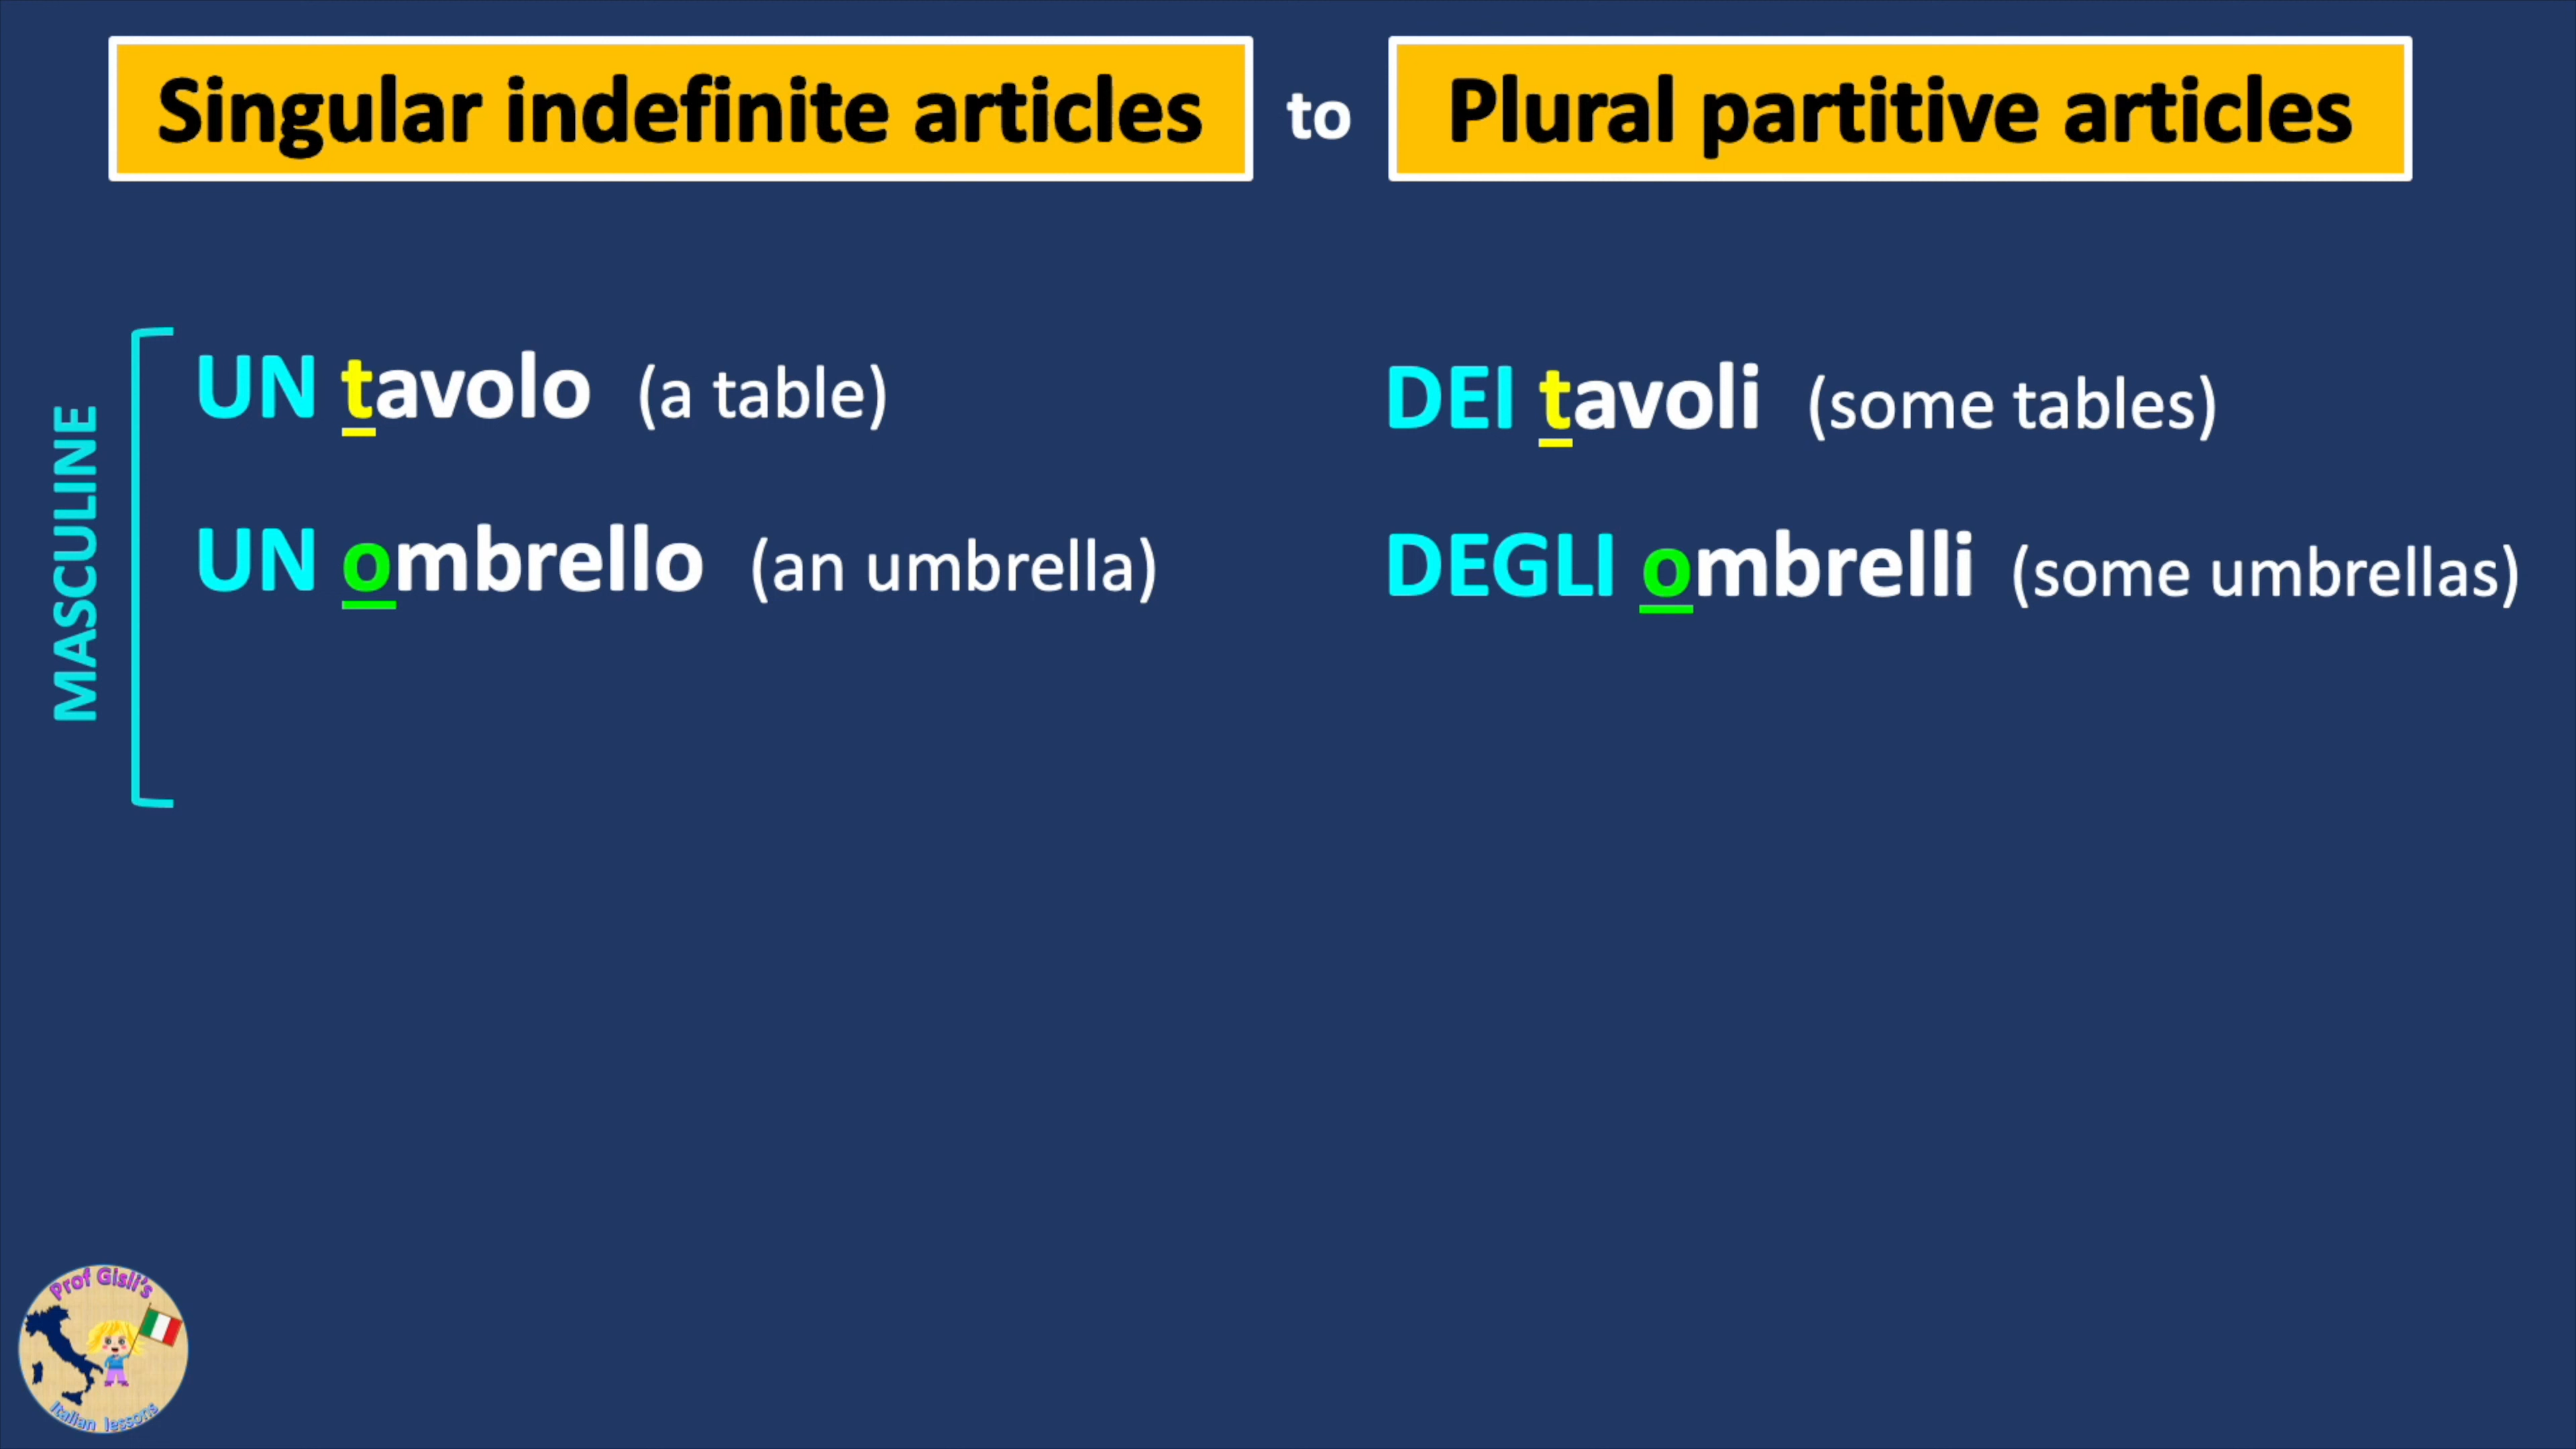 Singular indefinite articles to Plural partitive articles
MASCULINE
UN tavolo (a table) DEI tavoli (some tables)
UN ombrello (an umbrella) DEGLI ombrelli (some umbrellas)
Prof Gisli's
Italian lessons